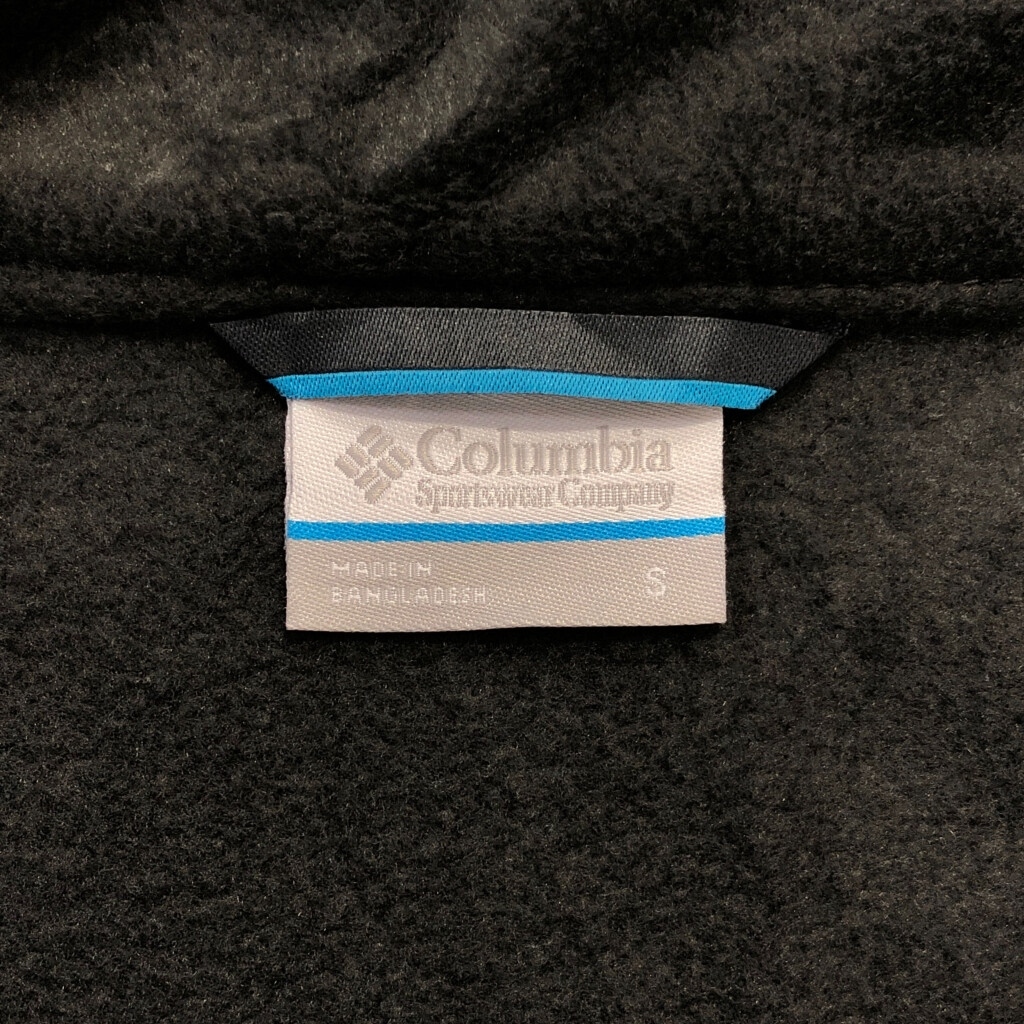 Columbia
Sportswear Company
MADE IN
BANGLADESH
S